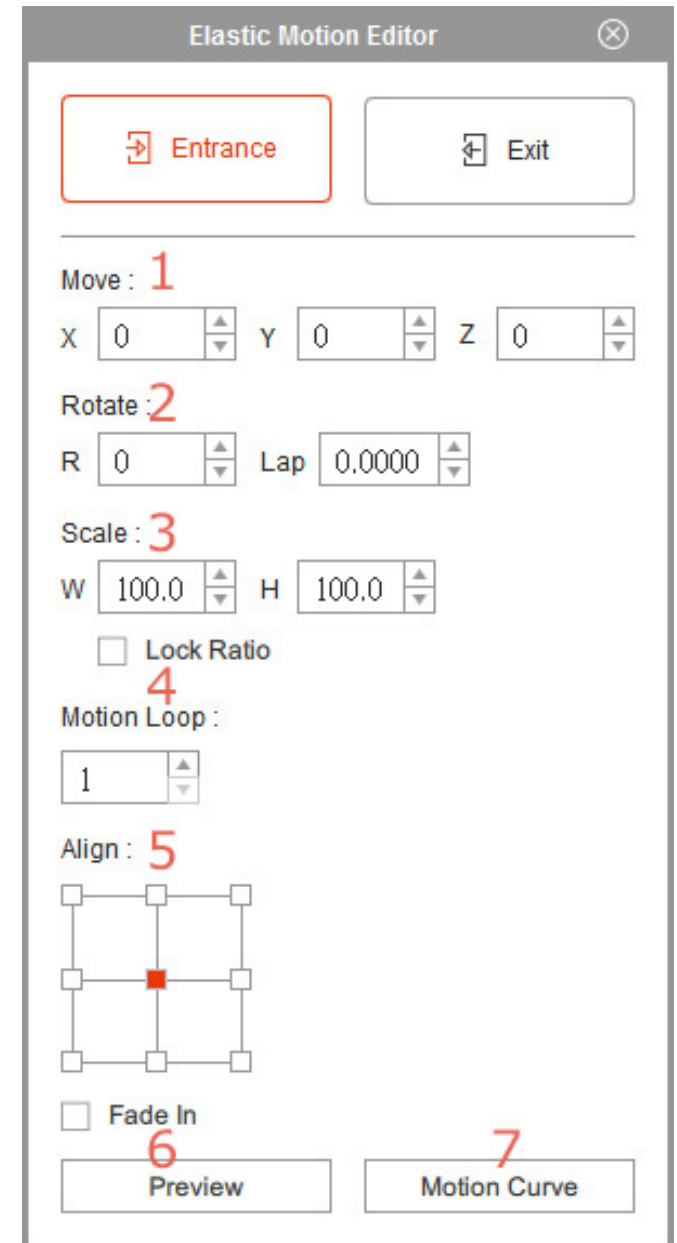 Elastic Motion Editor
Entrance Exit
Move : 1
X 0 Y 0 Z 0
Rotate : 2
R 0 Lap 0.0000
Scale : 3
W 100.0 H 100.0
Lock Ratio
4
Motion Loop :
1
Align : 5
Fade In
6 7
Preview Motion Curve